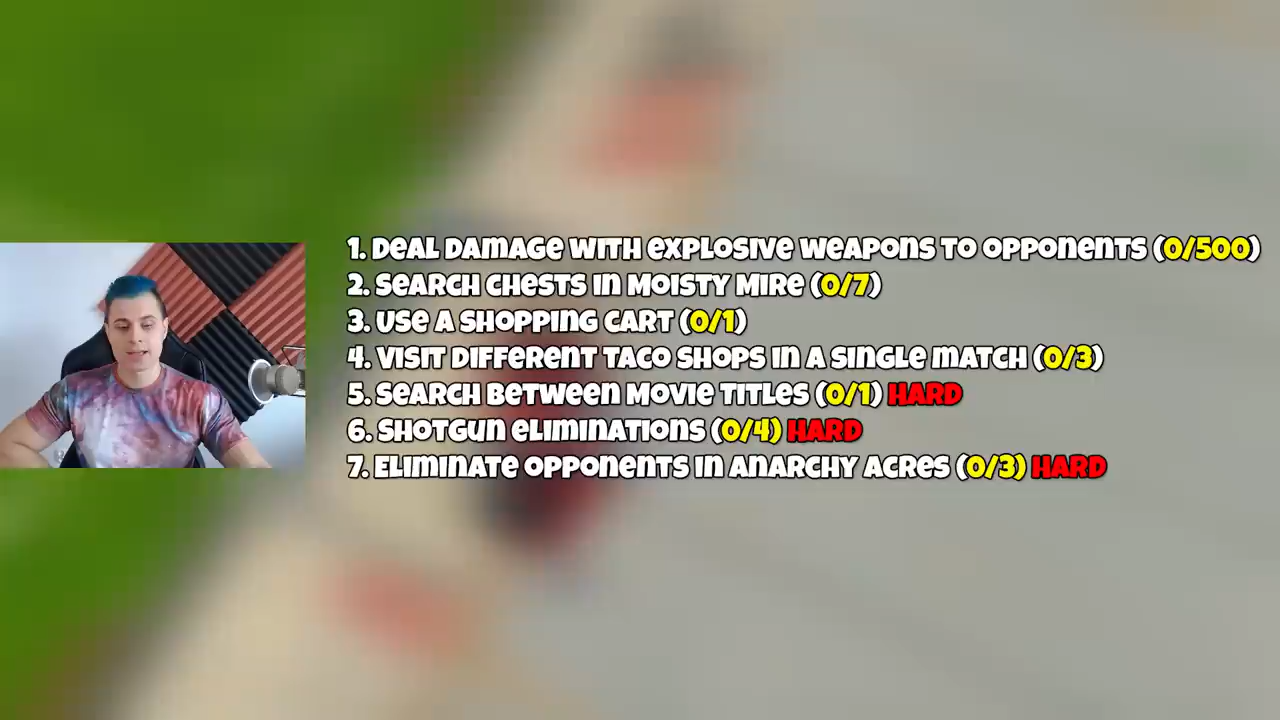 1. Deal damage with explosive weapons to opponents (0/500)
2. Search chests in Moisty Mire (0/7)
3. Use a shopping cart (0/1)
4. Visit different taco shops in a single match (0/3)
5. Search between movie titles (0/1) HARD
6. Shotgun eliminations (0/4) HARD
7. Eliminate opponents in Anarchy Acres (0/3) HARD